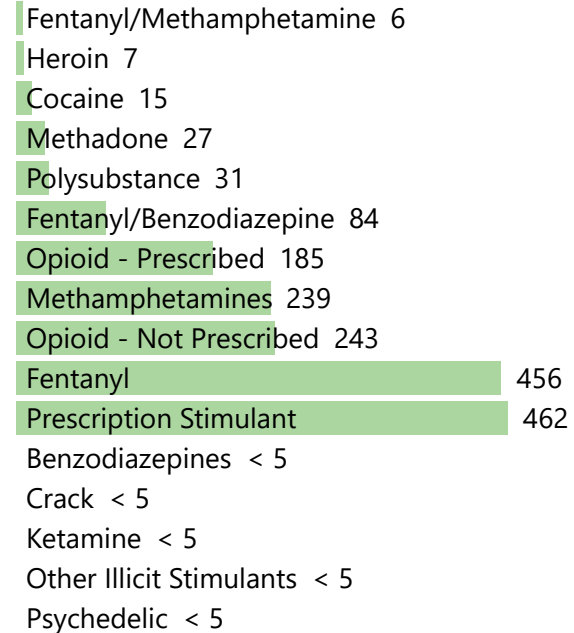 Fentanyl/Methamphetamine 6
Heroin 7
Cocaine 15
Methadone 27
Polysubstance 31
Fentanyl/Benzodiazepine 84
Opioid - Prescribed 185
Methamphetamines 239
Opioid - Not Prescribed 243
Fentanyl 456
Prescription Stimulant 462
Benzodiazepines < 5
Crack < 5
Ketamine < 5
Other Illicit Stimulants < 5
Psychedelic < 5